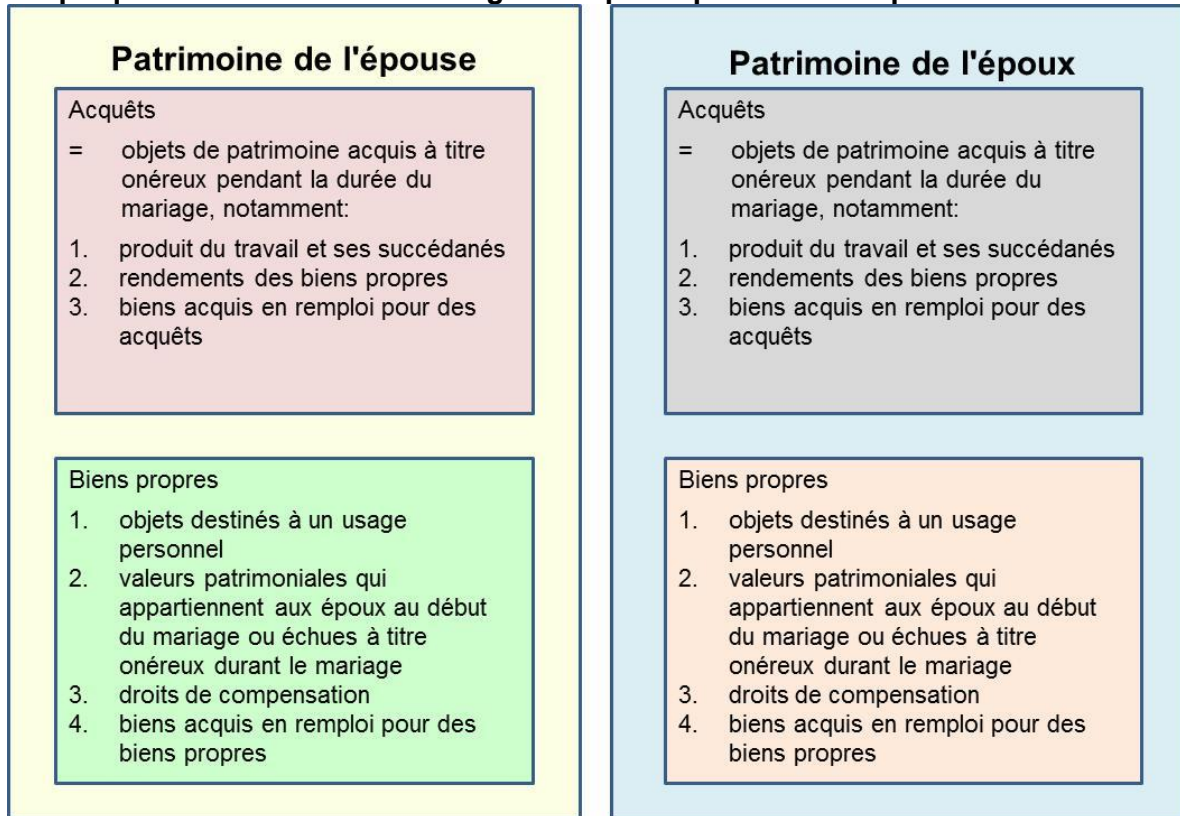 Patrimoine de l'épouse
Acquêts
= objets de patrimoine acquis à titre
onéreux pendant la durée du
mariage, notamment:
1. produit du travail et ses succédanés
2. rendements des biens propres
3. biens acquis en remploi pour des
acquêts
Biens propres
1. objets destinés à un usage
personnel
2. valeurs patrimoniales qui
appartiennent aux époux au début
du mariage ou échues à titre
onéreux durant le mariage
3. droits de compensation
4. biens acquis en remploi pour des
biens propres
Patrimoine de l'époux
Acquêts
= objets de patrimoine acquis à titre
onéreux pendant la durée du
mariage, notamment:
1. produit du travail et ses succédanés
2. rendements des biens propres
3. biens acquis en remploi pour des
acquêts
Biens propres
1. objets destinés à un usage
personnel
2. valeurs patrimoniales qui
appartiennent aux époux au début
du mariage ou échues à titre
onéreux durant le mariage
3. droits de compensation
4. biens acquis en remploi pour des
biens propres